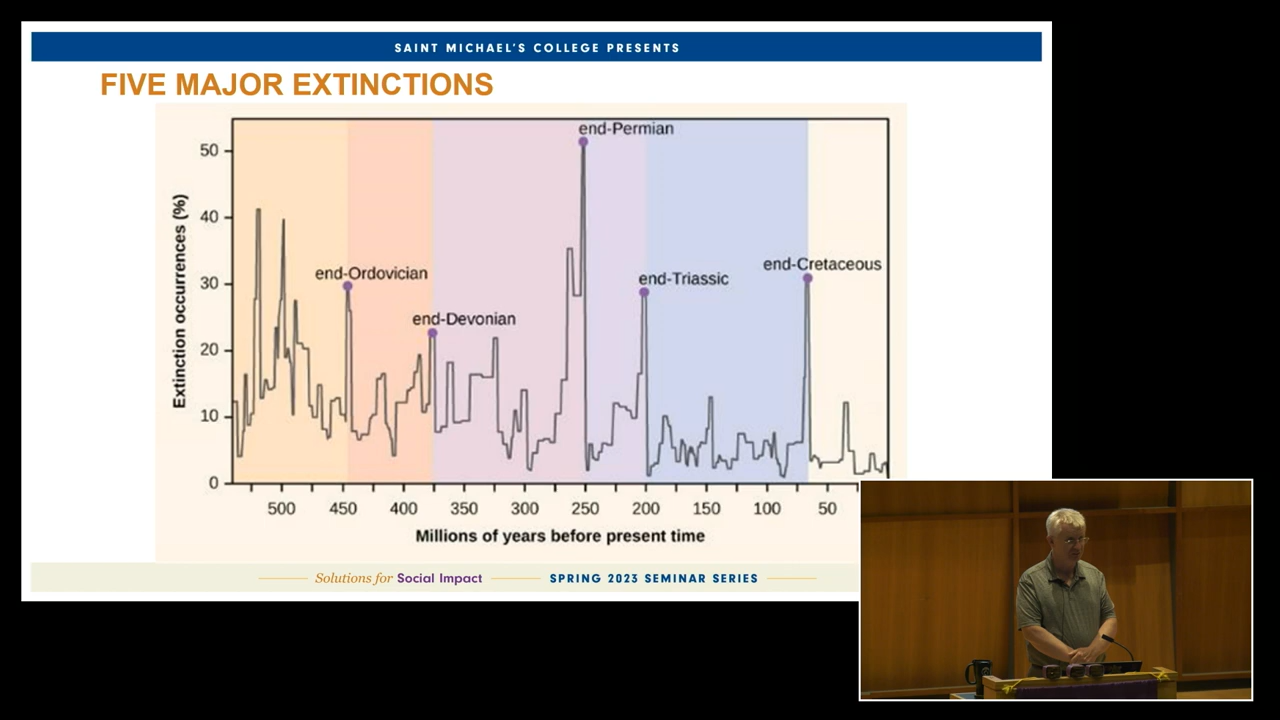 SAINT MICHAEL'S COLLEGE PRESENTS
FIVE MAJOR EXTINCTIONS
end-Permian
50
40
Extinction occurrences (%)
end-Cretaceous
end-Ordovician
end-Triassic
30
end-Devonian
20
10
0
500 450 400 350 300 250 200 150 100 50
Millions of years before present time
Solutions for Social Impact SPRING 2023 SEMINAR SERIES